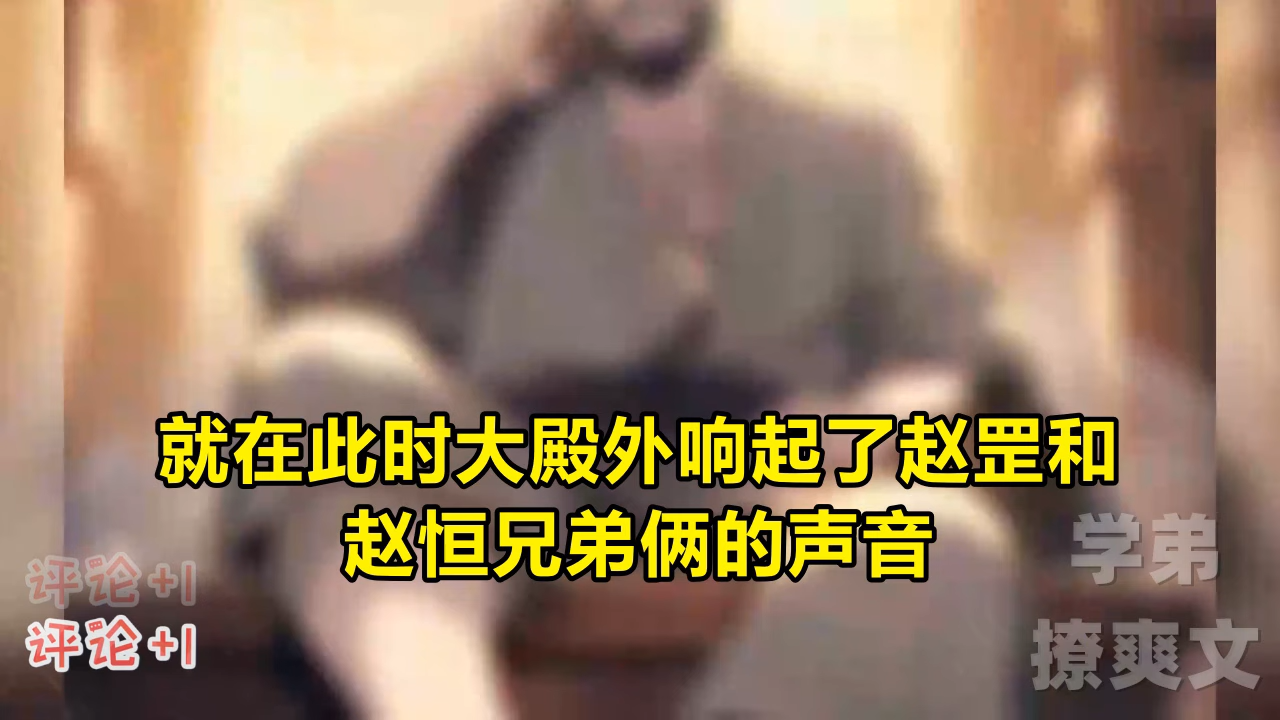 就在此时大殿外响起了赵罡和
赵恒兄弟俩的声音
学弟
撩爽文
评论+1
评论+1